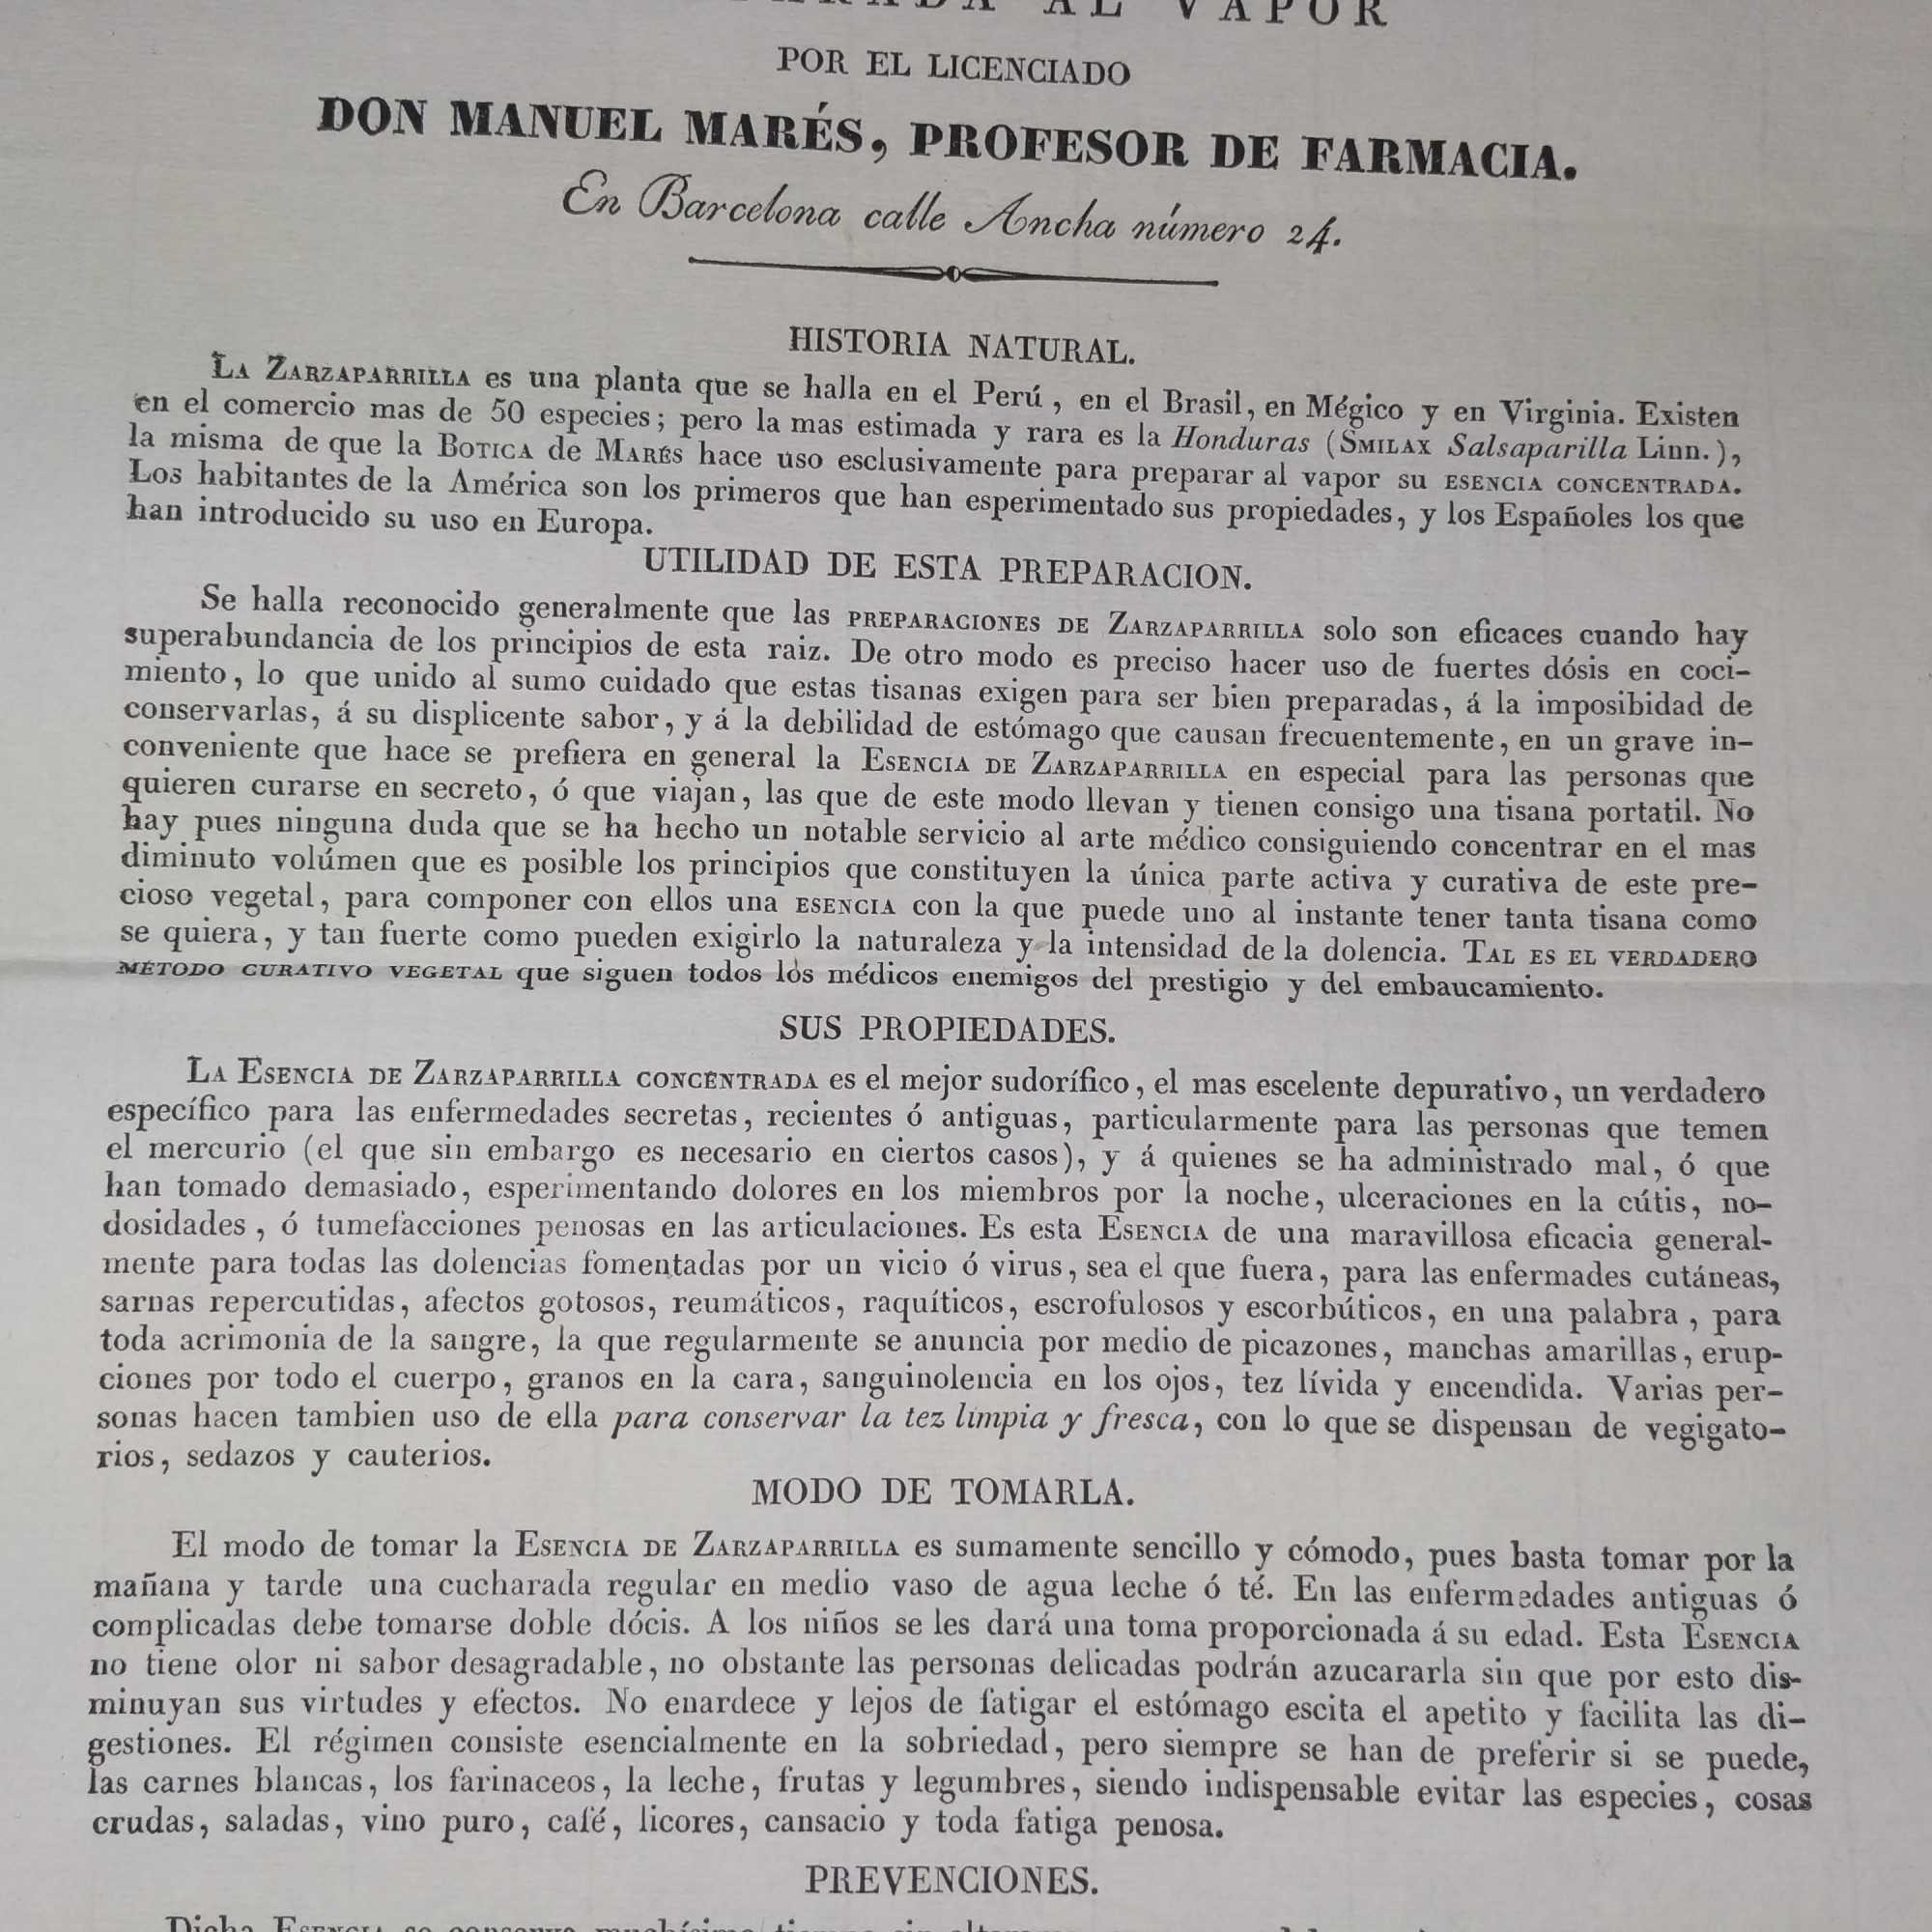 AL VAPOR
POR EL LICENCIADO
DON MANUEL MARÉS, PROFESOR DE FARMACIA.
En Barcelona calle Ancha número 24.
HISTORIA NATURAL.
LA ZARZAPARRILLA es una planta que se halla en el Perú, en el Brasil, en Mégico y en Virginia. Existen
en el comercio mas de 50 especies; pero la mas estimada y rara es la Honduras (SMILAX Salsaparilla Linn.),
la misma de que la BOTICA de MARÉS hace uso esclusivamente para preparar al vapor su ESENCIA CONCENTRADA.
Los habitantes de la América son los primeros que han esperimentado sus propiedades, y los Españoles los que
han introducido su uso en Europa.
UTILIDAD DE ESTA PREPARACION.
Se halla reconocido generalmente que las PREPARACIONES DE ZARZAPARRILLA solo son eficaces cuando hay
superabundancia de los principios de esta raiz. De otro modo es preciso hacer uso de fuertes dósis en coci-
miento, lo que unido al sumo cuidado que estas tisanas exigen para ser bien preparadas, á la imposibidad de
conservarlas, á su displicente sabor, y á la debilidad de estómago que causan frecuentemente, en un grave in-
conveniente que hace se prefiera en general la ESENCIA DE ZARZAPARRILLA en especial para las personas que
quieren curarse en secreto, ó que viajan, las que de este modo llevan y tienen consigo una tisana portatil. No
hay pues ninguna duda que se ha hecho un notable servicio al arte médico consiguiendo concentrar en el mas
diminuto volúmen que es posible los principios que constituyen la única parte activa y curativa de este pre-
cioso vegetal, para componer con ellos una ESENCIA con la que puede uno al instante tener tanta tisana como
se quiera, y tan fuerte como pueden exigirlo la naturaleza y la intensidad de la dolencia. TAL ES EL VERDADERO
MÉTODO CURATIVO VEGETAL que siguen todos los médicos enemigos del prestigio y del embaucamiento.
SUS PROPIEDADES.
LA ESENCIA DE ZARZAPARRILLA CONCENTRADA es el mejor sudorífico, el mas escelente depurativo, un verdadero
específico para las enfermedades secretas, recientes ó antiguas, particularmente para las personas que temen
el mercurio (el que sin embargo es necesario en ciertos casos), y á quienes se ha administrado mal, ó que
han tomado demasiado, esperimentando dolores en los miembros por la noche, ulceraciones en la cútis, no-
dosidades, ó tumefacciones penosas en las articulaciones. Es esta ESENCIA de una maravillosa eficacia general-
mente para todas las dolencias fomentadas por un vicio ó virus, sea el que fuera, para las enfermades cutáneas,
sarnas repercutidas, afectos gotosos, reumáticos, raquíticos, escrofulosos y escorbúticos, en una palabra, para
toda acrimonia de la sangre, la que regularmente se anuncia por medio de picazones, manchas amarillas, erup-
ciones por todo el cuerpo, granos en la cara, sanguinolencia en los ojos, tez lívida y encendida. Varias per-
sonas hacen tambien uso de ella para conservar la tez limpia y fresca, con lo que se dispensan de vegigato-
rios, sedazos y cauterios.
MODO DE TOMARLA.
El modo de tomar la ESENCIA DE ZARZAPARRILLA es sumamente sencillo y cómodo, pues basta tomar por la
mañana y tarde una cucharada regular en medio vaso de agua leche ó té. En las enfermedades antiguas ó
complicadas debe tomarse doble dócis. A los niños se les dará una toma proporcionada á su edad. Esta ESENCIA
no tiene olor ni sabor desagradable, no obstante las personas delicadas podrán azucararla sin que por esto dis-
minuyan sus virtudes y efectos. No enardece y lejos de fatigar el estómago escita el apetito y facilita las di-
gestiones. El régimen consiste esencialmente en la sobriedad, pero siempre se han de preferir si se puede,
las carnes blancas, los farinaceos, la leche, frutas y legumbres, siendo indispensable evitar las especies, cosas
crudas, saladas, vino puro, café, licores, cansacio y toda fatiga penosa.
PREVENCIONES.
Dicha ESENCIA se conserva muchísimo tiempo sin